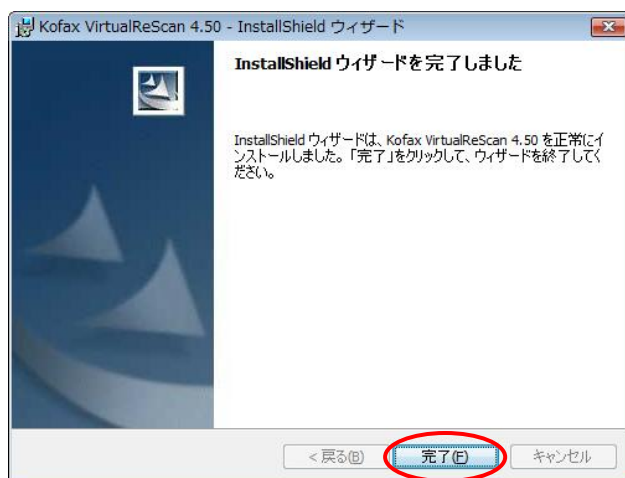 Kofax VirtualReScan 4.50 - InstallShield ウィザード
InstallShield ウィザードを完了しました
InstallShield ウィザードは、Kofax VirtualReScan 4.50 を正常にイ
ンストールしました。「完了」をクリックして、ウィザードを終了してく
ださい。
< 戻る(B)
完了(F)
キャンセル